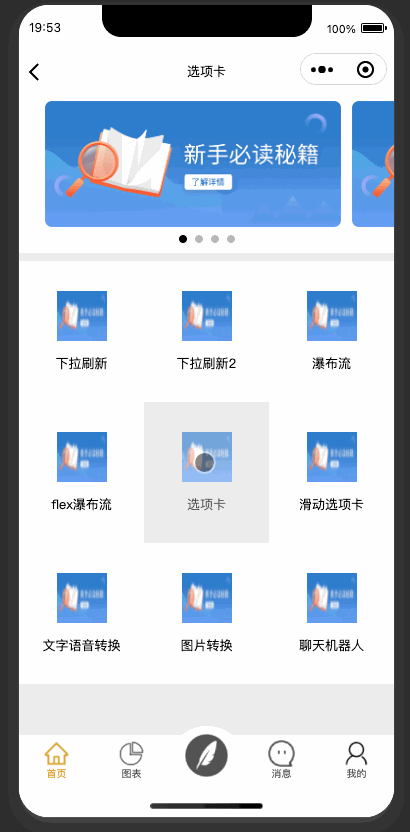 19:53
100%
选项卡
新手必读秘籍
了解详情
下拉刷新
下拉刷新2
瀑布流
flex瀑布流
选项卡
滑动选项卡
文字语音转换
图片转换
聊天机器人
首页
图表
消息
我的